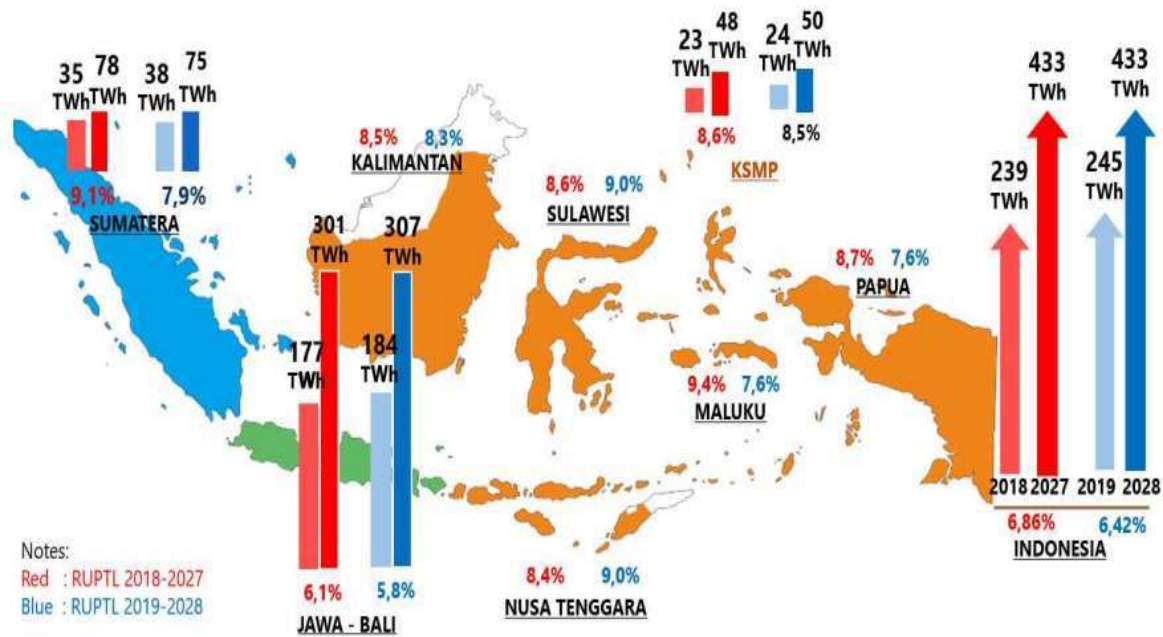 35
TWh
78
TWh
38
TWh
75
TWh
9,1%
7,9%
SUMATERA
8,5%
8,3%
KALIMANTAN
23
TWh
48
TWh
24
TWh
50
TWh
8,6%
8,5%
KSMP
8,6%
9,0%
SULAWESI
301
TWh
307
TWh
177
TWh
184
TWh
6,1%
5,8%
JAWA - BALI
8,7%
7,6%
PAPUA
9,4%
7,6%
MALUKU
8,4%
9,0%
NUSA TENGGARA
433
TWh
433
TWh
239
TWh
245
TWh
2018 2027 2019 2028
6,86%
6,42%
INDONESIA
Notes:
Red : RUPTL 2018-2027
Blue : RUPTL 2019-2028